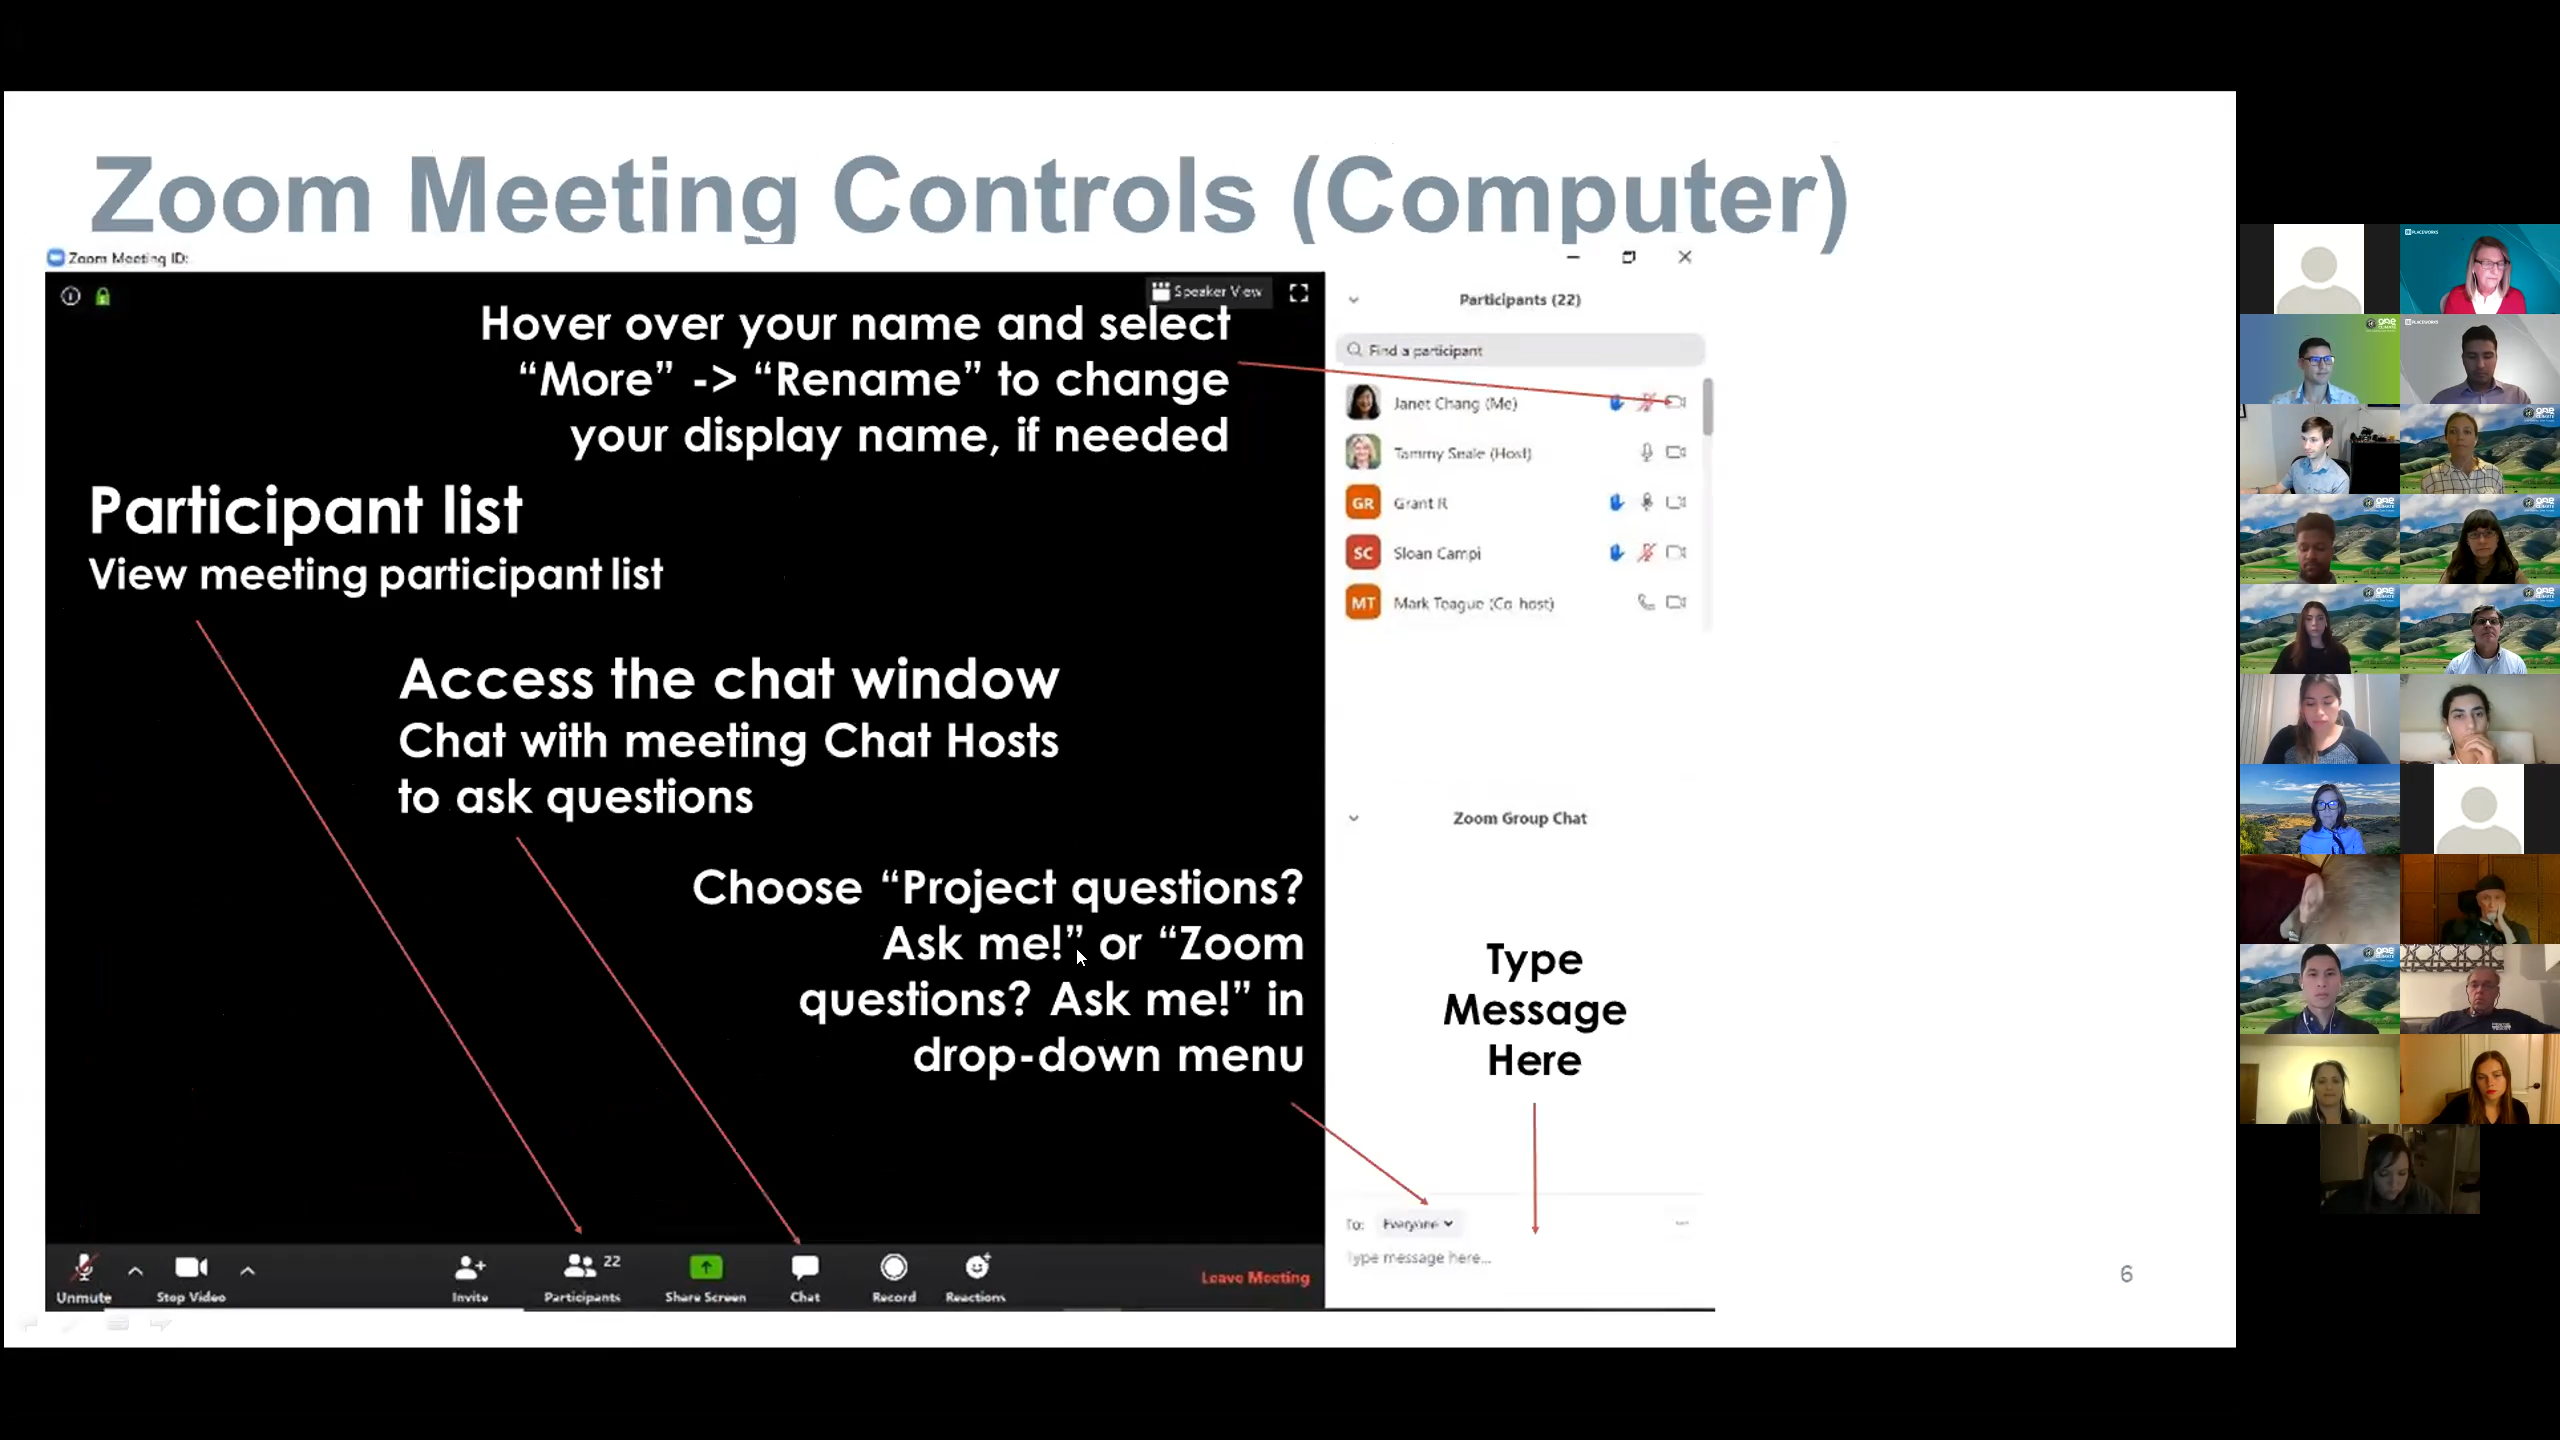 Zoom Meeting Controls (Computer)
Zoom Meeting ID:
Speaker View
Hover over your name and select
“More” -> “Rename” to change
your display name, if needed
Participant list
View meeting participant list
Access the chat window
Chat with meeting Chat Hosts
to ask questions
Choose “Project questions?
Ask me!” or “Zoom
questions? Ask me!” in
drop-down menu
Unmute
Stop Video
Invite
22
Participants
Share Screen
Chat
Record
Reactions
Leave Meeting
Participants (22)
Find a participant
Janet Chang (Me)
Tammy Seale (Host)
GR Grant R
SC Sloan Campi
MT Mark Teague (Co-host)
Zoom Group Chat
Type
Message
Here
To: Everyone
Type message here...
6
PLACEWORKS
PLACEWORKS